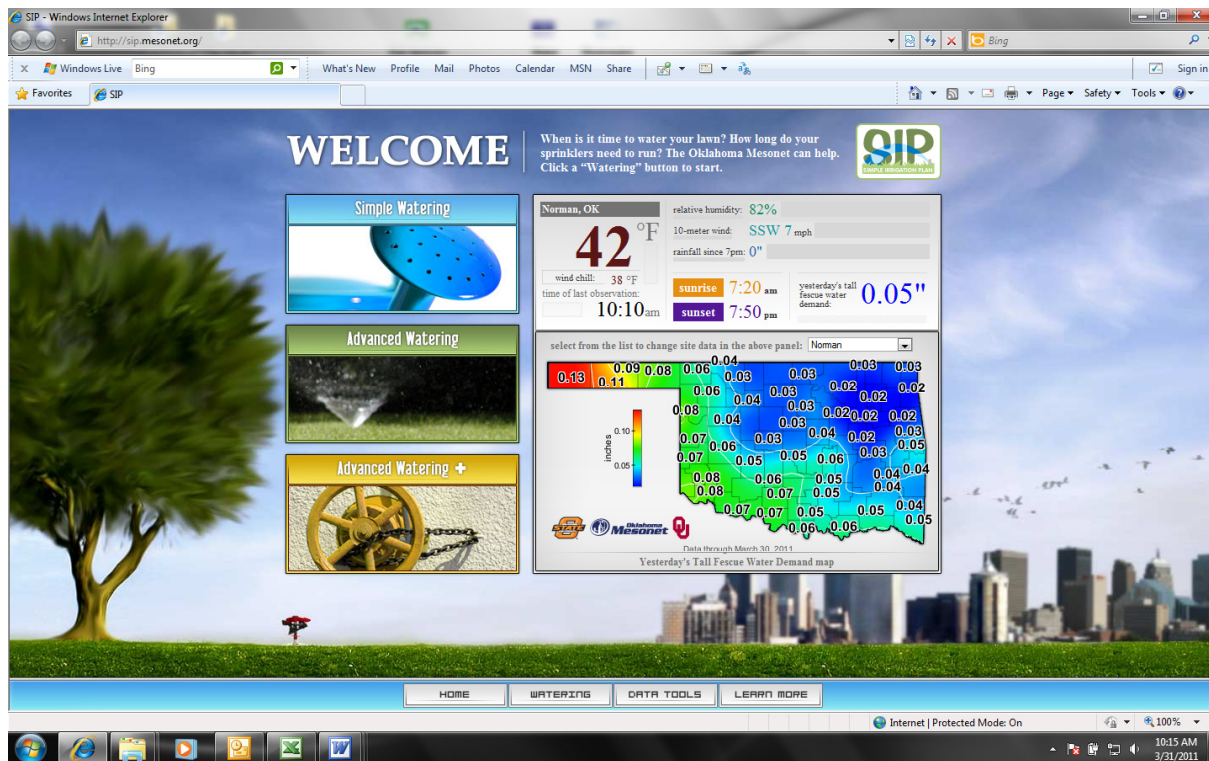 SIP - Windows Internet Explorer
http://sip.mesonet.org/
Bing
x Windows Live Bing What's New Profile Mail Photos Calendar MSN Share Sign in
Favorites SIP Page Safety Tools
WELCOME
When is it time to water your lawn? How long do your
sprinklers need to run? The Oklahoma Mesonet can help.
Click a “Watering” button to start.
SIP
SIMPLE IRRIGATION PLAN
Simple Watering
Advanced Watering
Advanced Watering +
Norman, OK
42 °F
wind chill: 38 °F
time of last observation:
10:10am
relative humidity: 82%
10-meter wind: SSW 7 mph
rainfall since 7pm: 0"
sunrise 7:20 am
sunset 7:50 pm
yesterday's tall
fescue water
demand:
0.05"
select from the list to change site data in the above panel: Norman
0.04
0.13 0.11 0.09 0.08 0.06 0.03 0.03 0.03 0.03
0.06 0.04 0.03 0.02 0.02 0.02
0.08 0.04 0.03 0.03 0.02 0.02 0.02
0.07 0.06 0.03 0.04 0.02 0.03
0.07 0.05 0.05 0.06 0.03 0.05
0.08 0.06 0.05 0.04 0.04
0.08 0.07 0.05 0.04
0.07 0.07 0.05 0.05 0.04
0.06 0.06 0.05
inches
0.10
0.05
STATE
Oklahoma
Mesonet
Data through March 30, 2011
Yesterday's Tall Fescue Water Demand map
HOME WATERING DATA TOOLS LEARN MORE
Internet | Protected Mode: On 100%
10:15 AM
3/31/2011